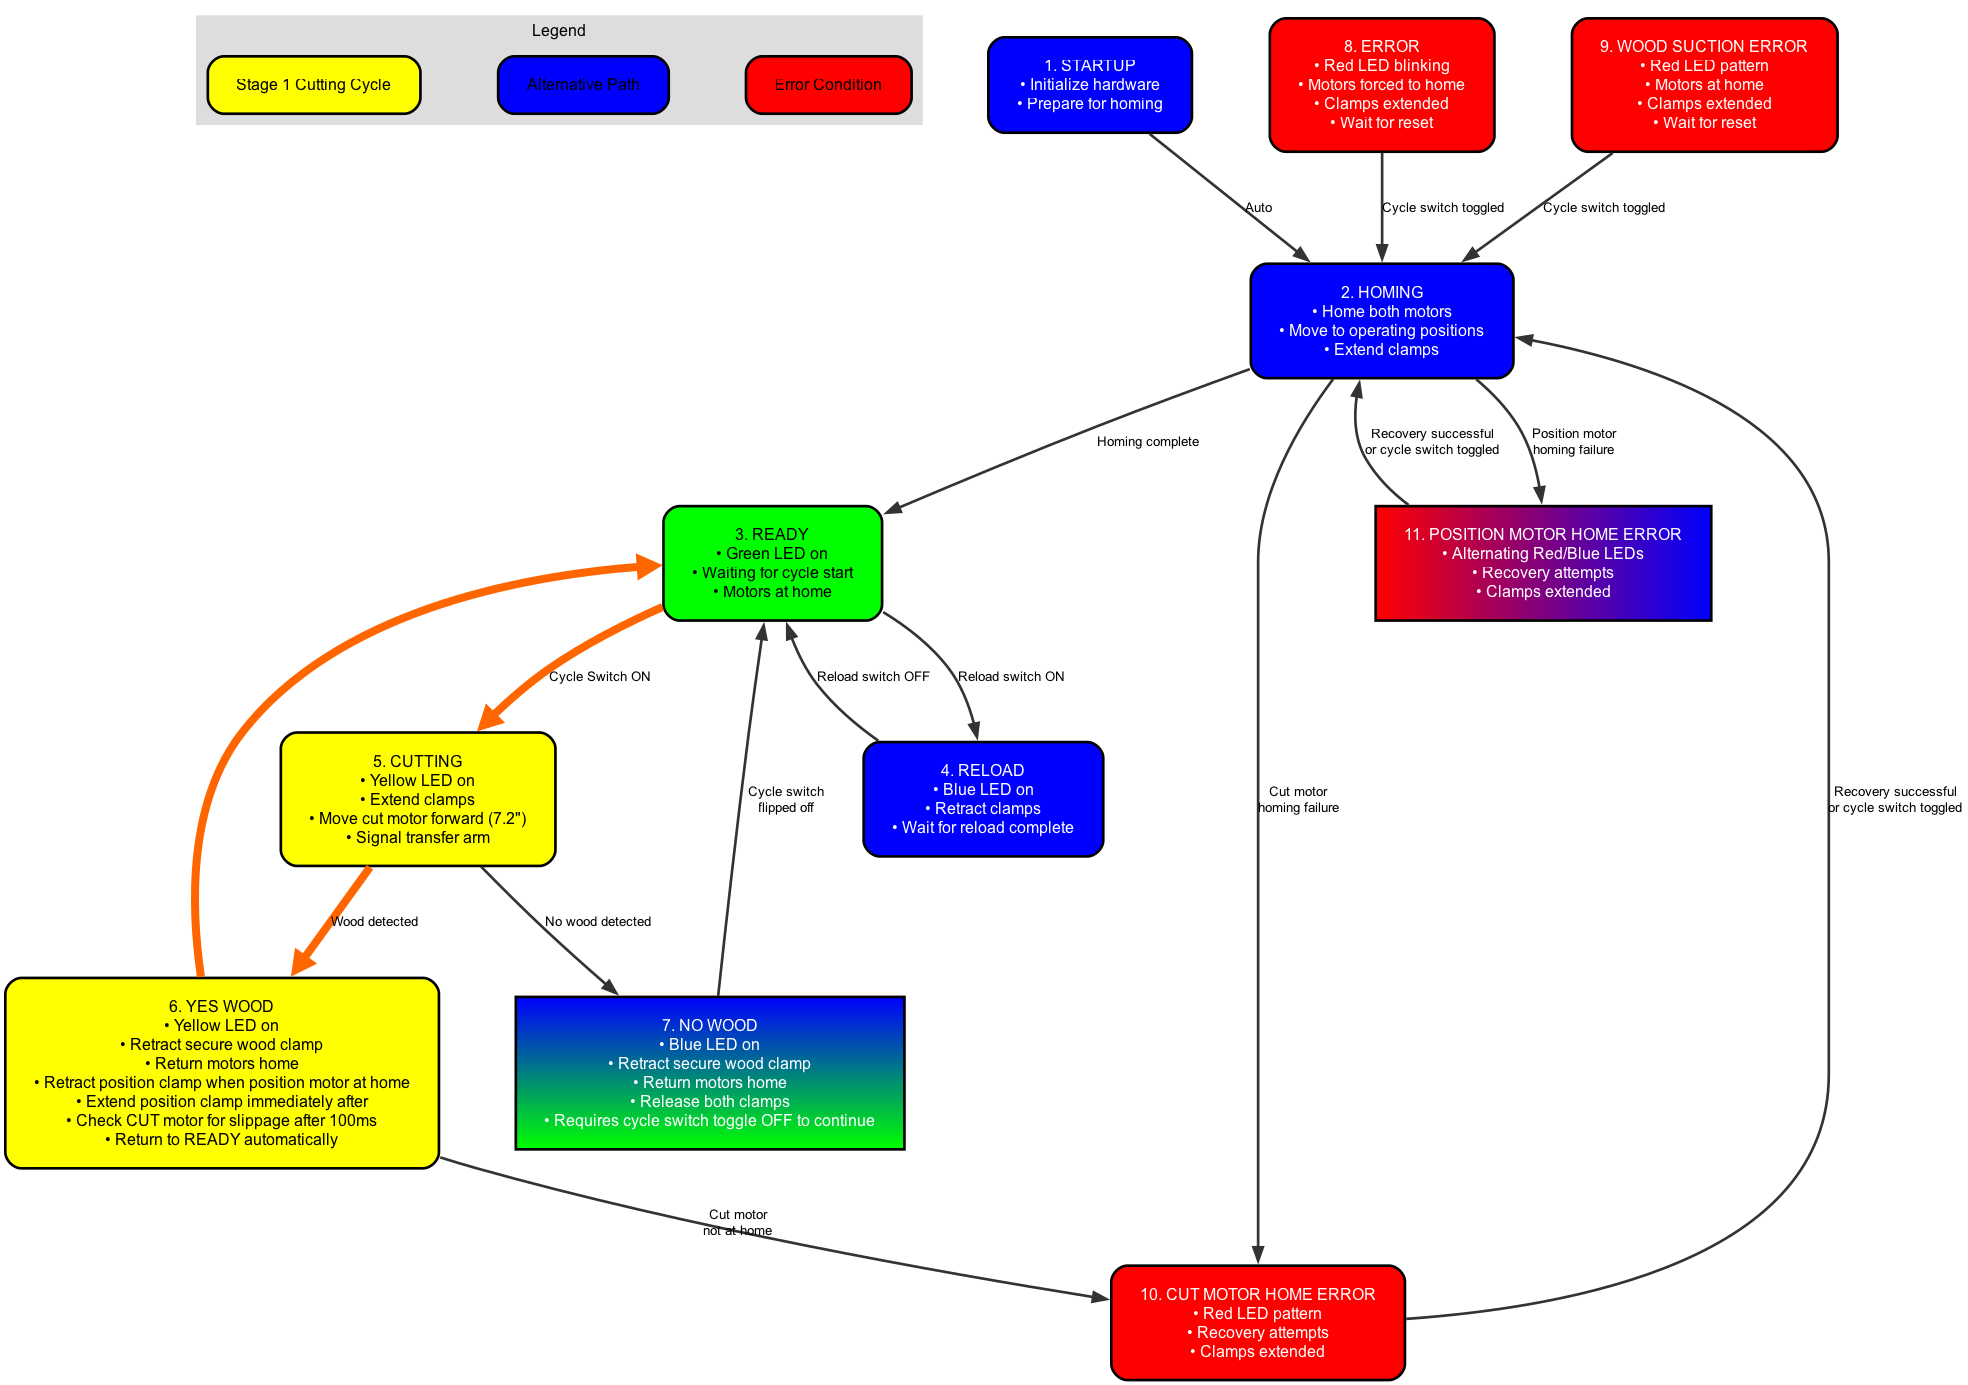 Legend
Stage 1 Cutting Cycle
Alternative Path
Error Condition
1. STARTUP
• Initialize hardware
• Prepare for homing
8. ERROR
• Red LED blinking
• Motors forced to home
• Clamps extended
• Wait for reset
9. WOOD SUCTION ERROR
• Red LED pattern
• Motors at home
• Clamps extended
• Wait for reset
Auto
Cycle switch toggled
Cycle switch toggled
2. HOMING
• Home both motors
• Move to operating positions
• Extend clamps
Homing complete
Recovery successful
or cycle switch toggled
Position motor
homing failure
3. READY
• Green LED on
• Waiting for cycle start
• Motors at home
11. POSITION MOTOR HOME ERROR
• Alternating Red/Blue LEDs
• Recovery attempts
• Clamps extended
Cycle Switch ON
Reload switch OFF
Reload switch ON
5. CUTTING
• Yellow LED on
• Extend clamps
• Move cut motor forward (7.2")
• Signal transfer arm
Cycle switch
flipped off
4. RELOAD
• Blue LED on
• Retract clamps
• Wait for reload complete
Cut motor
homing failure
Recovery successful
or cycle switch toggled
Wood detected
No wood detected
6. YES WOOD
• Yellow LED on
• Retract secure wood clamp
• Return motors home
• Retract position clamp when position motor at home
• Extend position clamp immediately after
• Check CUT motor for slippage after 100ms
• Return to READY automatically
7. NO WOOD
• Blue LED on
• Retract secure wood clamp
• Return motors home
• Release both clamps
• Requires cycle switch toggle OFF to continue
Cut motor
not at home
10. CUT MOTOR HOME ERROR
• Red LED pattern
• Recovery attempts
• Clamps extended